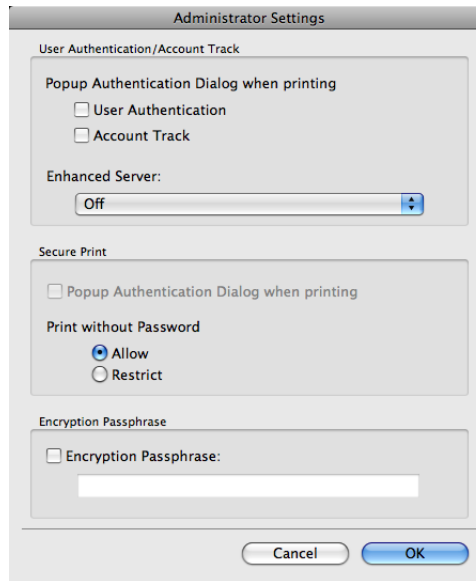 Administrator Settings
User Authentication/Account Track
Popup Authentication Dialog when printing
User Authentication
Account Track
Enhanced Server:
Off
Secure Print
Popup Authentication Dialog when printing
Print without Password
Allow
Restrict
Encryption Passphrase
Encryption Passphrase:
Cancel
OK